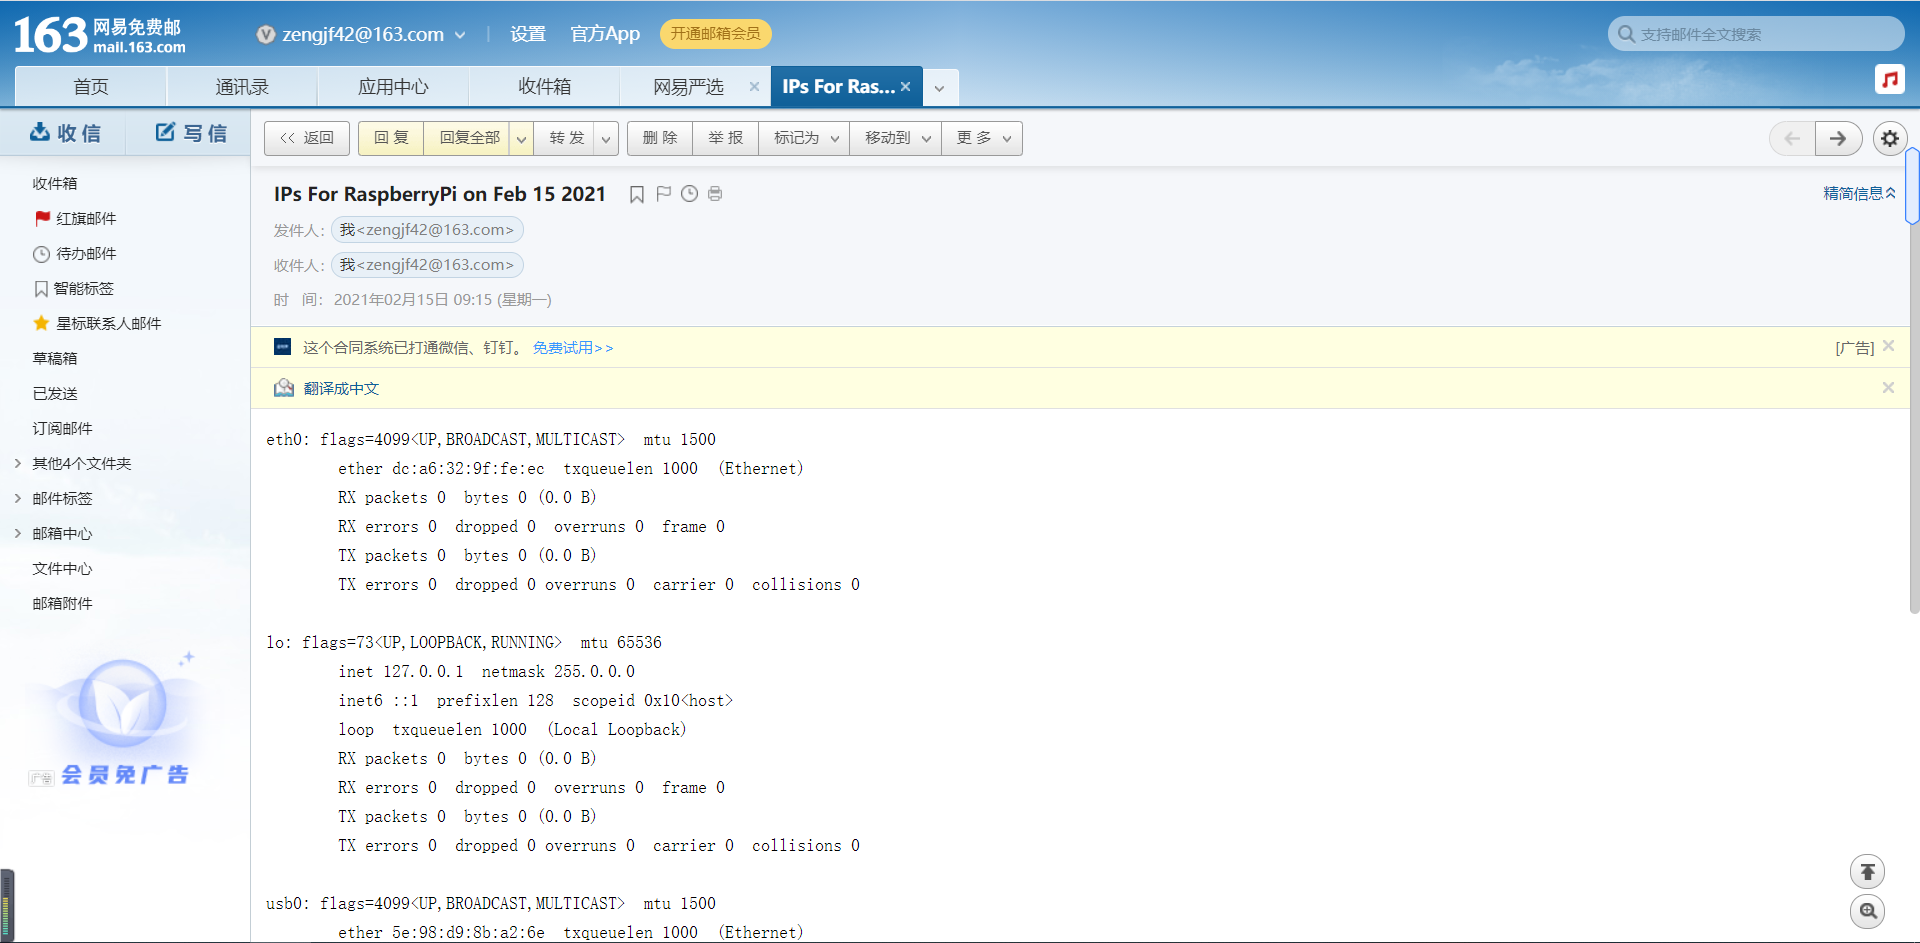 163 网易免费邮
mail.163.com
zengjf42@163.com
设置
官方App
开通邮箱会员
支持邮件全文搜索
首页
通讯录
应用中心
收件箱
网易严选
IPs For Ras...
收信
写信
<< 返回
回复
回复全部
转发
删除
举报
标记为
移动到
更多
收件箱
红旗邮件
待办邮件
智能标签
星标联系人邮件
草稿箱
已发送
订阅邮件
其他4个文件夹
邮件标签
邮箱中心
文件中心
邮箱附件
广告
会员免广告
IPs For RaspberryPi on Feb 15 2021
精简信息
发件人: 我<zengjf42@163.com>
收件人: 我<zengjf42@163.com>
时 间: 2021年02月15日 09:15 (星期一)
这个合同系统已打通微信、钉钉。 免费试用>>
[广告]
翻译成中文
eth0: flags=4099<UP,BROADCAST,MULTICAST>  mtu 1500
ether dc:a6:32:9f:fe:ec  txqueuelen 1000  (Ethernet)
RX packets 0  bytes 0 (0.0 B)
RX errors 0  dropped 0  overruns 0  frame 0
TX packets 0  bytes 0 (0.0 B)
TX errors 0  dropped 0 overruns 0  carrier 0  collisions 0
lo: flags=73<UP,LOOPBACK,RUNNING>  mtu 65536
inet 127.0.0.1  netmask 255.0.0.0
inet6 ::1  prefixlen 128  scopeid 0x10<host>
loop  txqueuelen 1000  (Local Loopback)
RX packets 0  bytes 0 (0.0 B)
RX errors 0  dropped 0  overruns 0  frame 0
TX packets 0  bytes 0 (0.0 B)
TX errors 0  dropped 0 overruns 0  carrier 0  collisions 0
usb0: flags=4099<UP,BROADCAST,MULTICAST>  mtu 1500
ether 5e:98:d9:8b:a2:6e  txqueuelen 1000  (Ethernet)